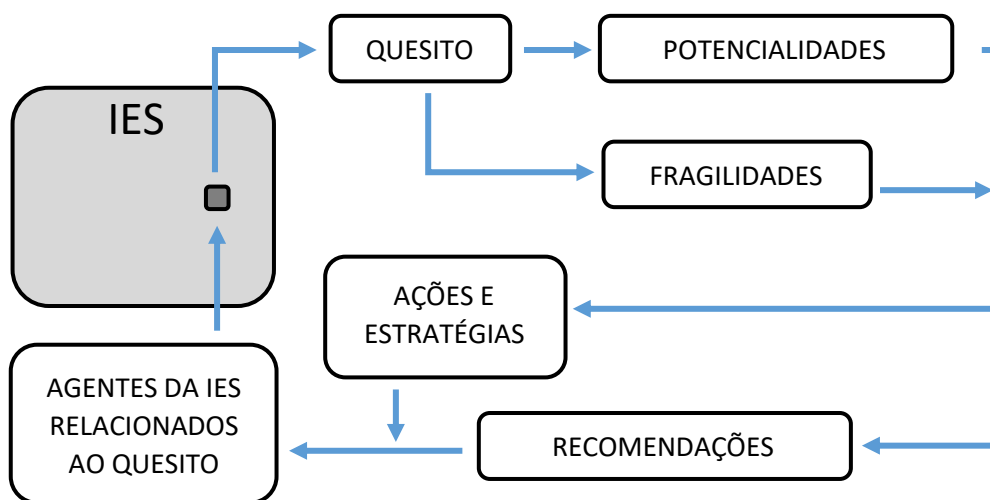 QUESITO
POTENCIALIDADES
IES
FRAGILIDADES
AÇÕES E
ESTRATÉGIAS
AGENTES DA IES
RELACIONADOS
AO QUESITO
RECOMENDAÇÕES